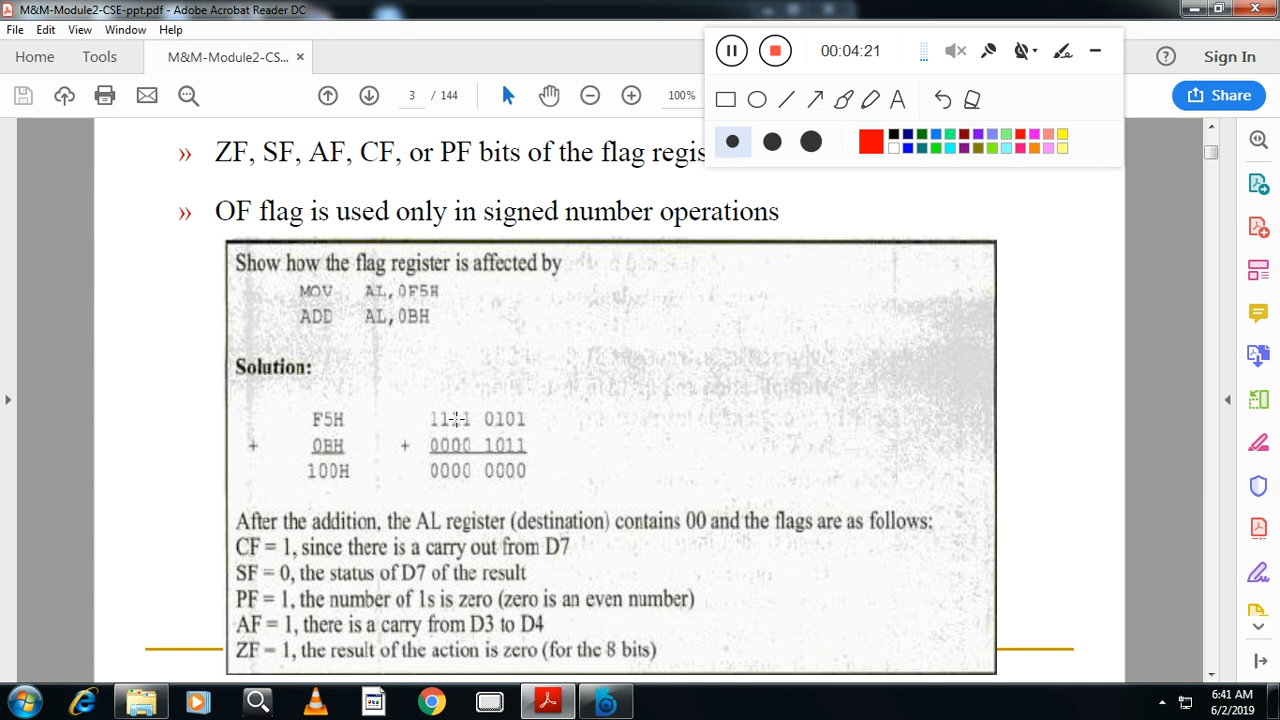 M&M-Module2-CSE-ppt.pdf - Adobe Acrobat Reader DC
File Edit View Window Help
Home Tools M&M-Module2-CS... ×
00:04:21
Sign In
3 / 144 100%
Share
» ZF, SF, AF, CF, or PF bits of the flag regis
» OF flag is used only in signed number operations
Show how the flag register is affected by
MOV AL,0F5H
ADD AL,0BH
Solution:
F5H 1111 0101
+ 0BH + 0000 1011
100H 0000 0000
After the addition, the AL register (destination) contains 00 and the flags are as follows:
CF = 1, since there is a carry out from D7
SF = 0, the status of D7 of the result
PF = 1, the number of 1s is zero (zero is an even number)
AF = 1, there is a carry from D3 to D4
ZF = 1, the result of the action is zero (for the 8 bits)
6:41 AM
6/2/2019